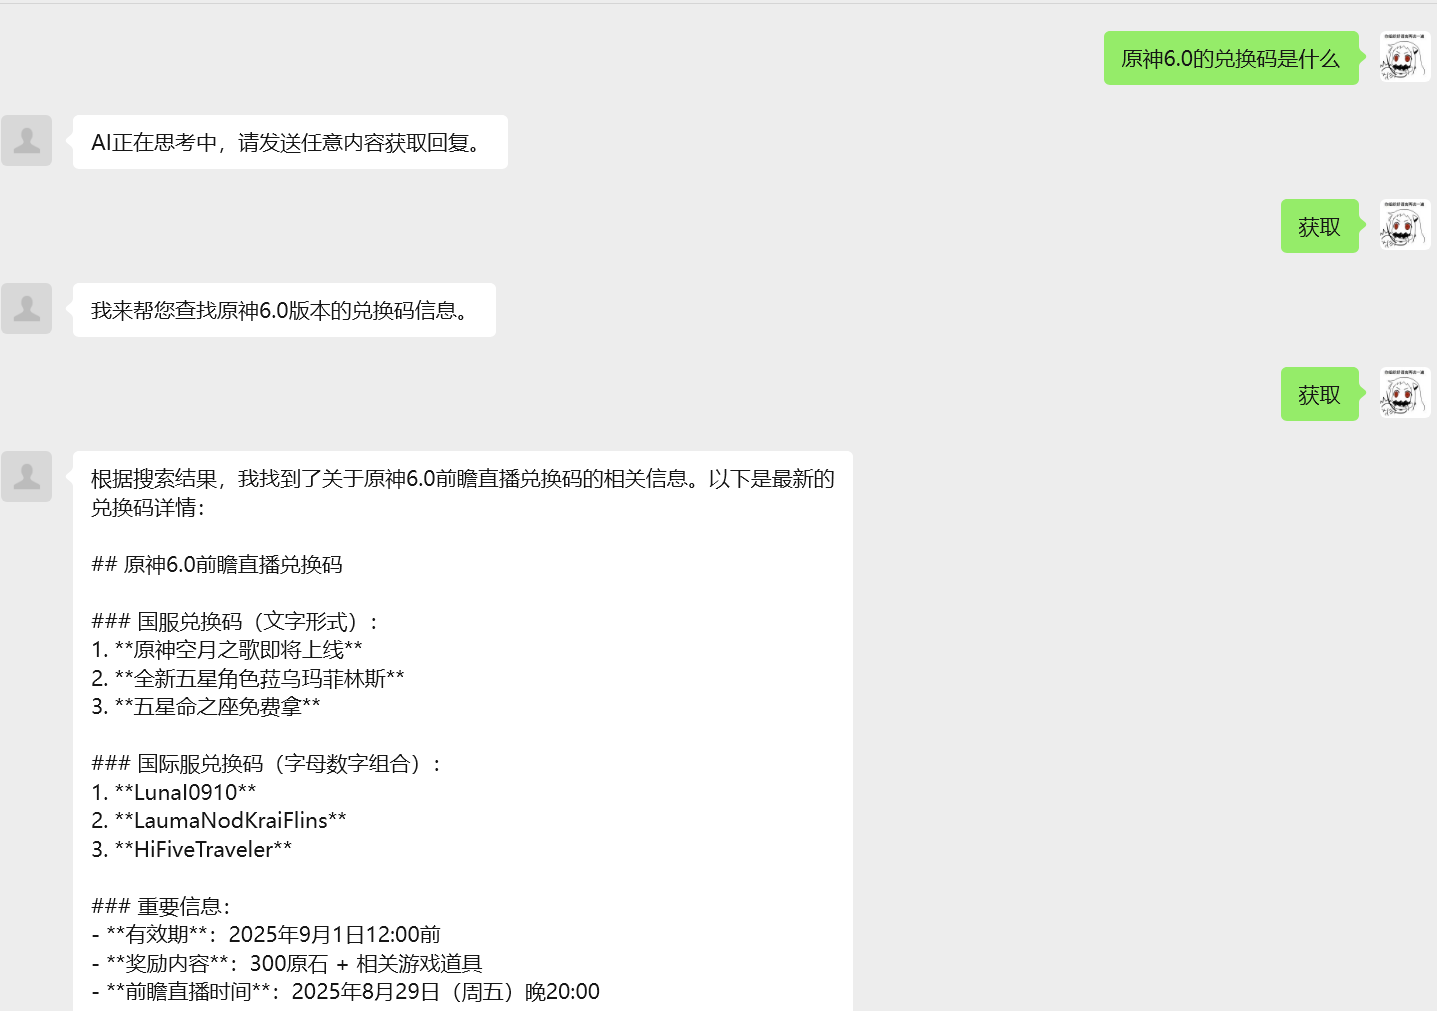 原神6.0的兑换码是什么
AI正在思考中，请发送任意内容获取回复。
获取
我来帮您查找原神6.0版本的兑换码信息。
获取
根据搜索结果，我找到了关于原神6.0前瞻直播兑换码的相关信息。以下是最新的
兑换码详情：
## 原神6.0前瞻直播兑换码
### 国服兑换码（文字形式）：
1. **原神空月之歌即将上线**
2. **全新五星角色菈乌玛菲林斯**
3. **五星命之座免费拿**
### 国际服兑换码（字母数字组合）：
1. **LunaI0910**
2. **LaumaNodKraiFlins**
3. **HiFiveTraveler**
### 重要信息：
- **有效期**：2025年9月1日12:00前
- **奖励内容**：300原石 + 相关游戏道具
- **前瞻直播时间**：2025年8月29日（周五）晚20:00